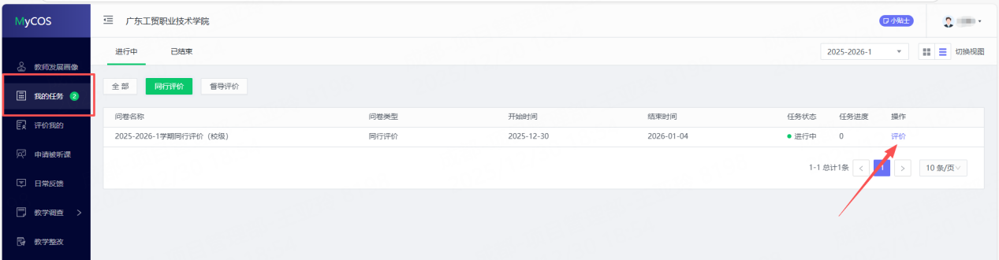 MyCOS
广东工贸职业技术学院
小贴士
进行中 已结束
2025-2026-1
切换视图
教师发展画像
我的任务 2
评价我的
申请被听课
日常反馈
教学调查
教学整改
全部 同行评价 督导评价
问卷名称 问卷类型 开始时间 结束时间 任务状态 任务进度 操作
2025-2026-1学期同行评价（校级） 同行评价 2025-12-30 2026-01-04 进行中 0 评价
1-1 总计1条 < 1 > 10 条/页